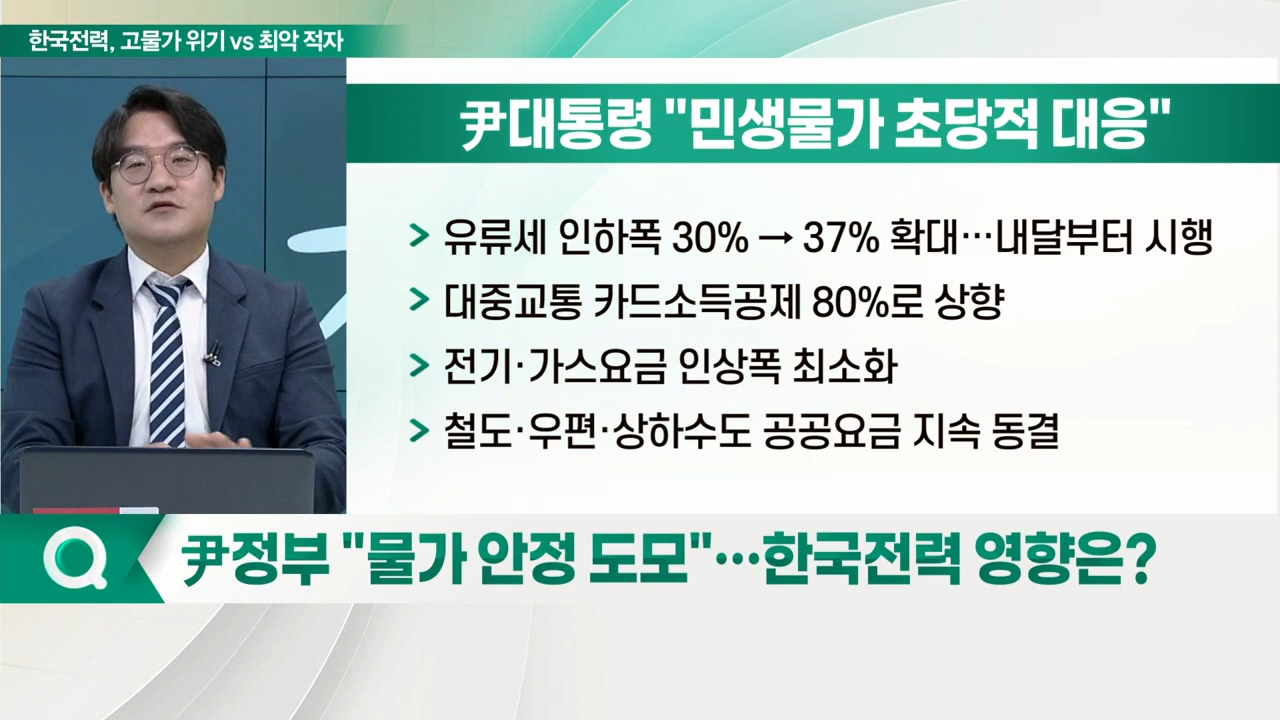 한국전력, 고물가 위기 vs 최악 적자
尹대통령 "민생물가 초당적 대응"
> 유류세 인하폭 30% → 37% 확대…내달부터 시행
> 대중교통 카드소득공제 80%로 상향
> 전기·가스요금 인상폭 최소화
> 철도·우편·상하수도 공공요금 지속 동결
Q 尹정부 "물가 안정 도모"…한국전력 영향은?